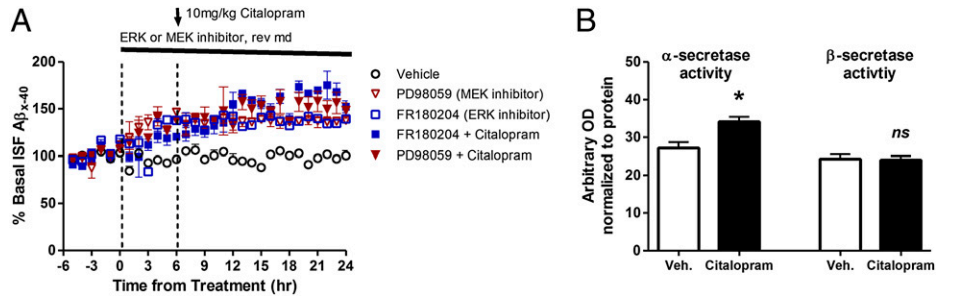 A
10mg/kg Citalopram
ERK or MEK inhibitor, rev md
200
150
100
50
0
% Basal ISF Aβx-40
-6 -3 0 3 6 9 12 15 18 21 24
Time from Treatment (hr)
Vehicle
PD98059 (MEK inhibitor)
FR180204 (ERK inhibitor)
FR180204 + Citalopram
PD98059 + Citalopram
B
α-secretase
activity
β-secretase
activtiy
50
40
30
20
10
0
Arbitrary OD
normalized to protein
*
ns
Veh. Citalopram Veh. Citalopram